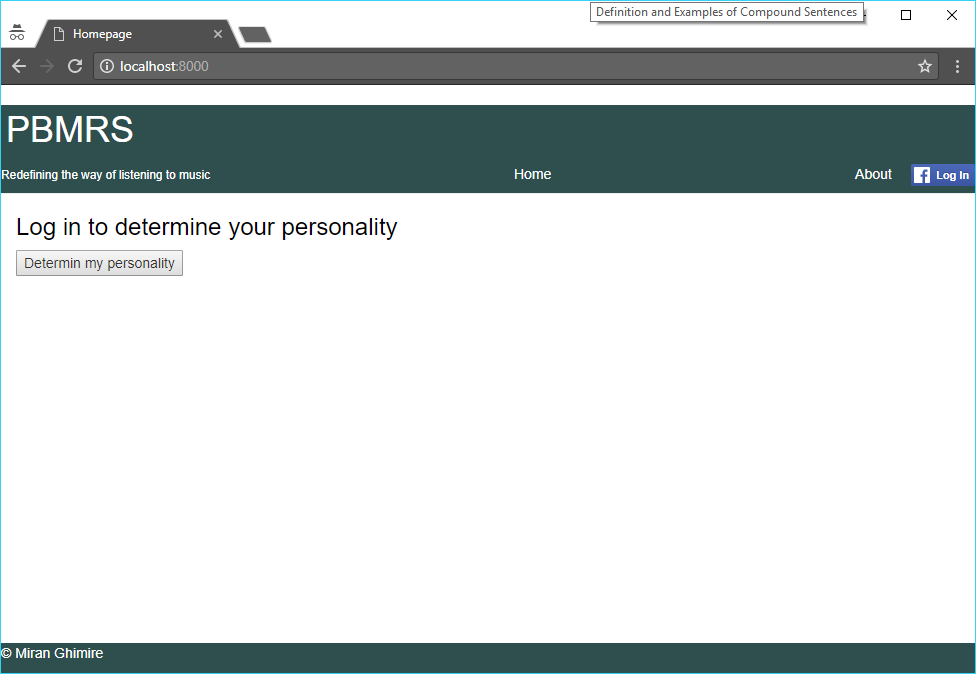 Definition and Examples of Compound Sentences
Homepage
localhost:8000
PBMRS
Redefining the way of listening to music
Home
About
Log In
Log in to determine your personality
Determin my personality
© Miran Ghimire